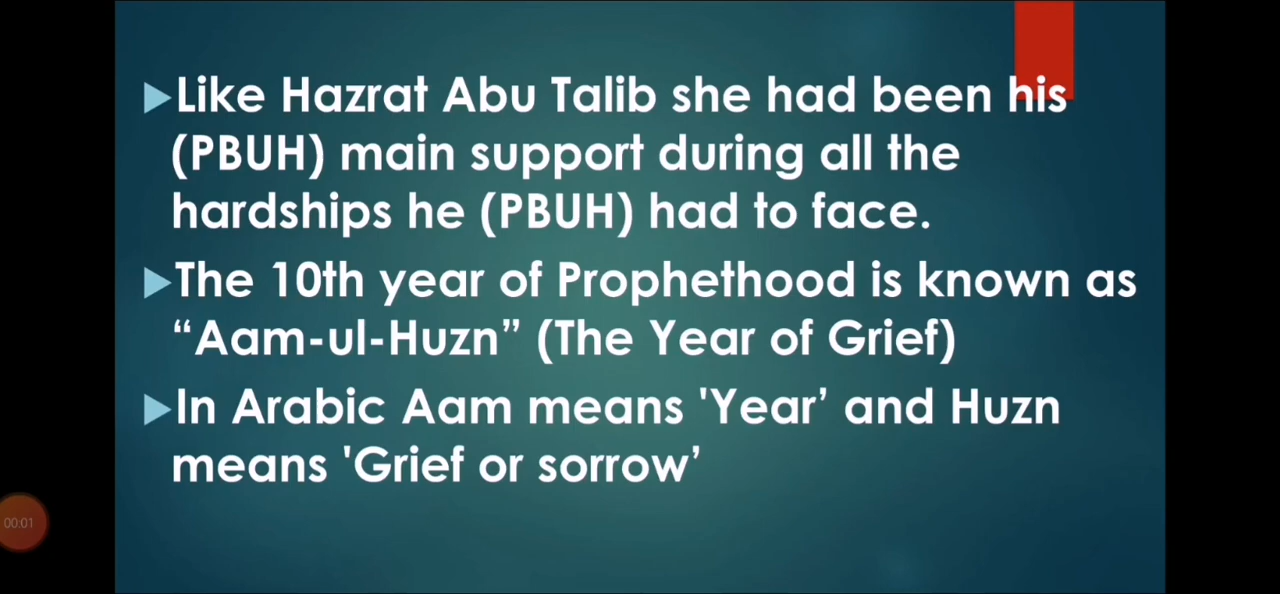 Like Hazrat Abu Talib she had been his
(PBUH) main support during all the
hardships he (PBUH) had to face.
The 10th year of Prophethood is known as
“Aam-ul-Huzn” (The Year of Grief)
In Arabic Aam means 'Year’ and Huzn
means 'Grief or sorrow’
00:01